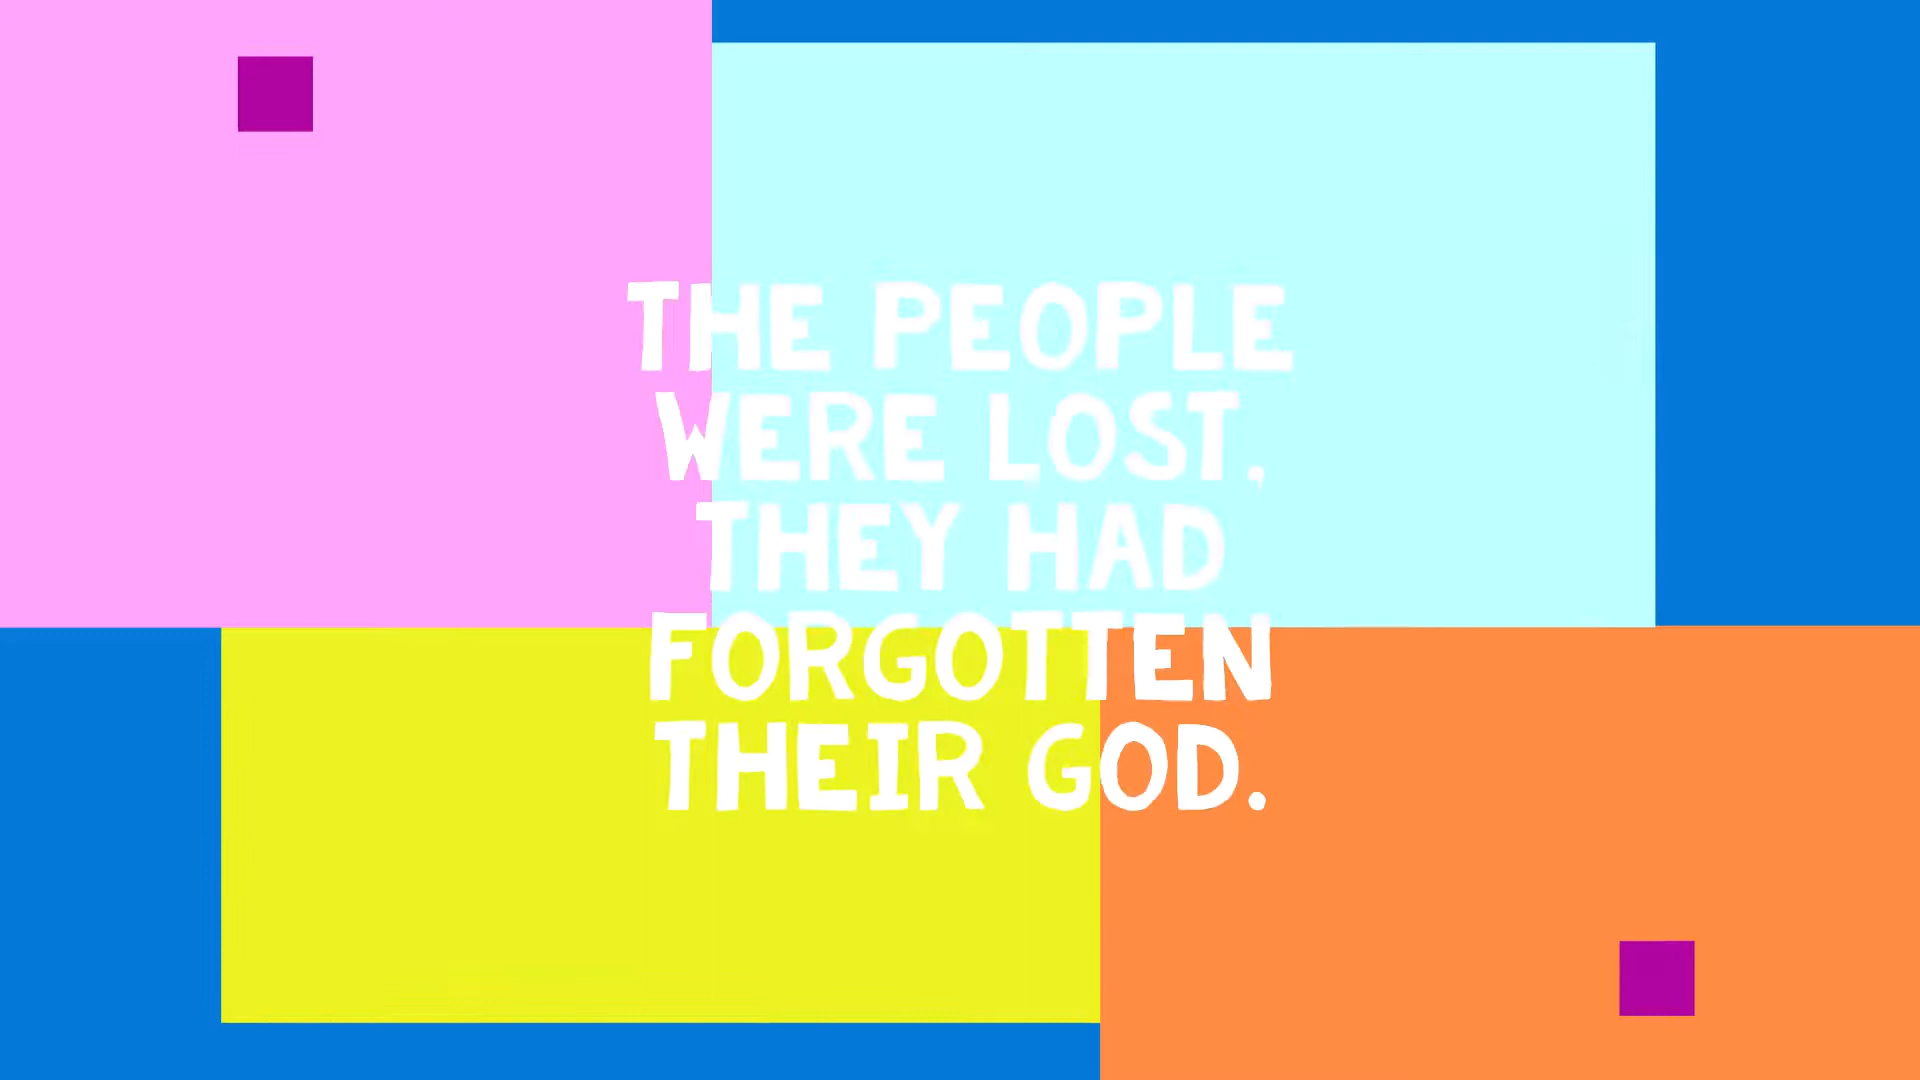 THE PEOPLE
WERE LOST,
THEY HAD
FORGOTTEN
THEIR GOD.